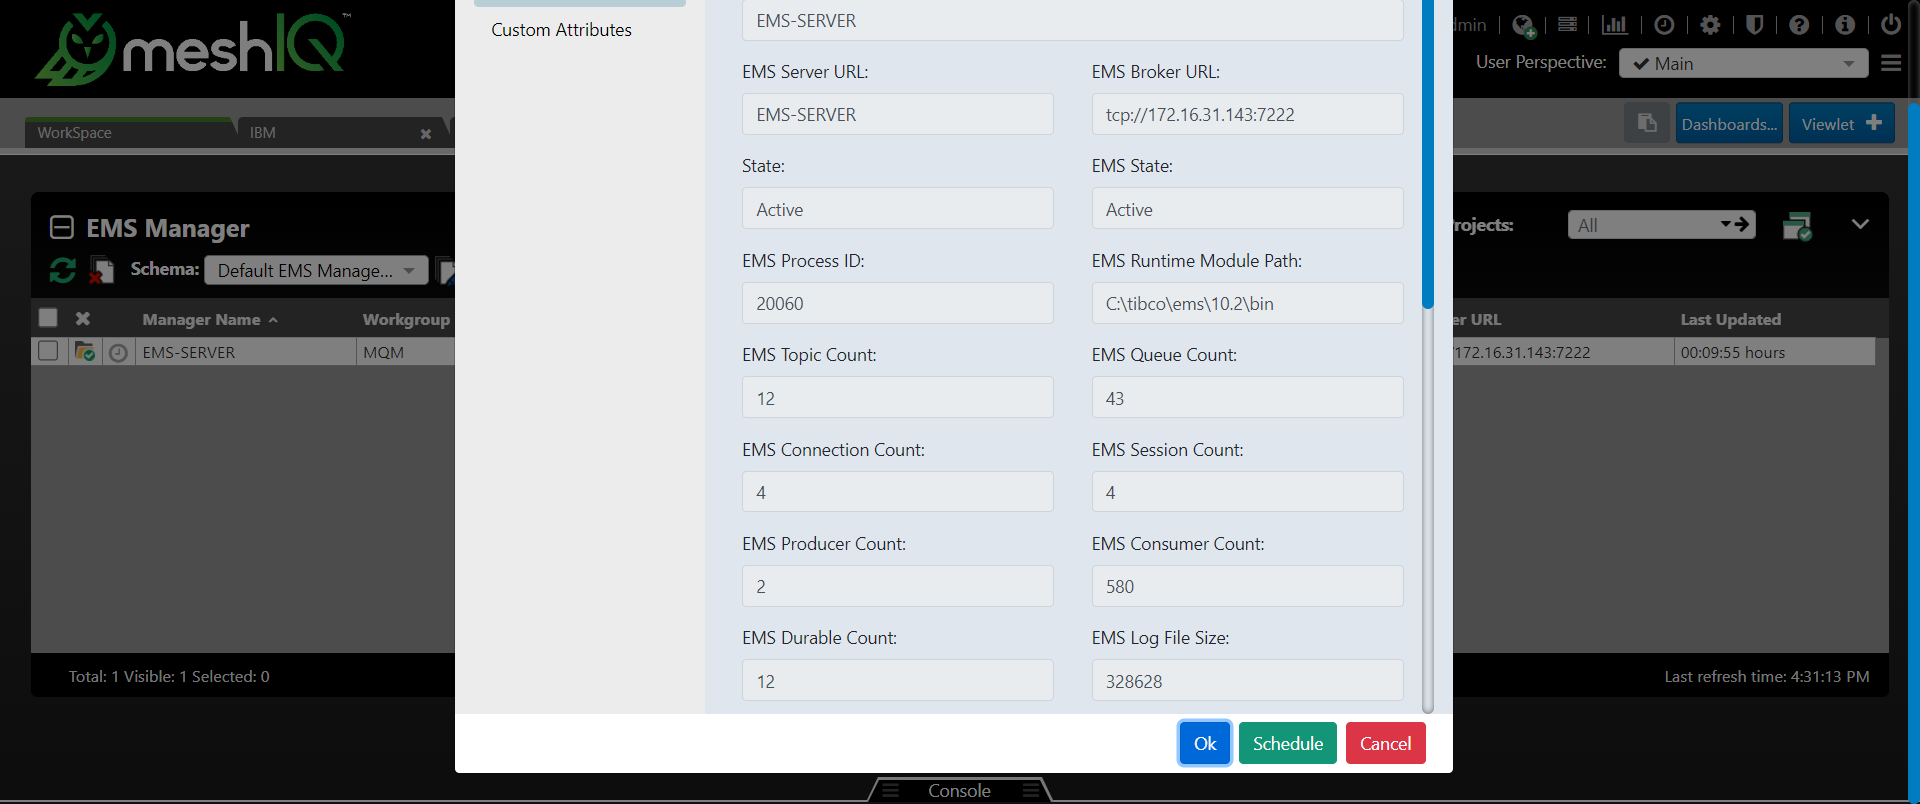 meshIQ™
dmin
User Perspective:
Main
WorkSpace
IBM
Dashboards...
Viewlet
EMS Manager
Schema:
Default EMS Manage...
rojects:
All
Manager Name
Workgroup
er URL
Last Updated
EMS-SERVER
MQM
172.16.31.143:7222
00:09:55 hours
Total: 1 Visible: 1 Selected: 0
Last refresh time: 4:31:13 PM
Custom Attributes
EMS-SERVER
EMS Server URL:
EMS Broker URL:
EMS-SERVER
tcp://172.16.31.143:7222
State:
EMS State:
Active
Active
EMS Process ID:
EMS Runtime Module Path:
20060
C:\tibco\ems\10.2\bin
EMS Topic Count:
EMS Queue Count:
12
43
EMS Connection Count:
EMS Session Count:
4
4
EMS Producer Count:
EMS Consumer Count:
2
580
EMS Durable Count:
EMS Log File Size:
12
328628
Ok
Schedule
Cancel
Console